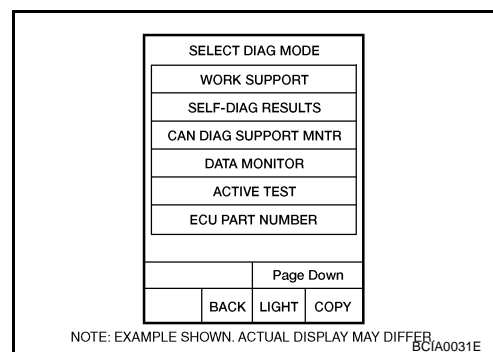 SELECT DIAG MODE
WORK SUPPORT
SELF-DIAG RESULTS
CAN DIAG SUPPORT MNTR
DATA MONITOR
ACTIVE TEST
ECU PART NUMBER
Page Down
BACK LIGHT COPY
NOTE: EXAMPLE SHOWN. ACTUAL DISPLAY MAY DIFFER.
BCIA0031E